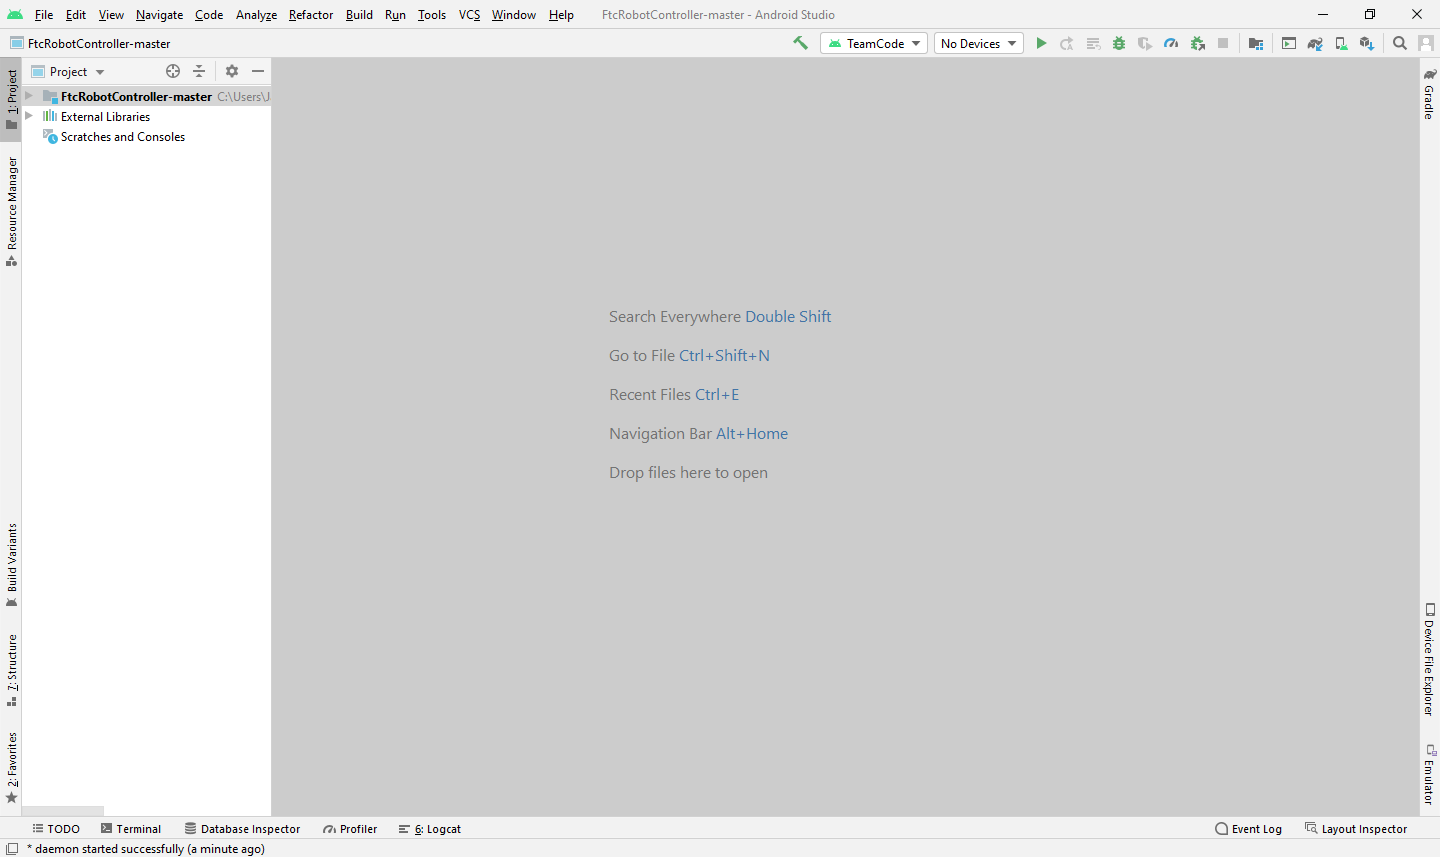 File Edit View Navigate Code Analyze Refactor Build Run Tools VCS Window Help FtcRobotController-master - Android Studio
FtcRobotController-master TeamCode No Devices
Project
FtcRobotController-master C:\Users\J
External Libraries
Scratches and Consoles
1: Project
Resource Manager
Build Variants
7: Structure
2: Favorites
Search Everywhere Double Shift
Go to File Ctrl+Shift+N
Recent Files Ctrl+E
Navigation Bar Alt+Home
Drop files here to open
Gradle
Device File Explorer
Emulator
TODO Terminal Database Inspector Profiler 6: Logcat Event Log Layout Inspector
* daemon started successfully (a minute ago)